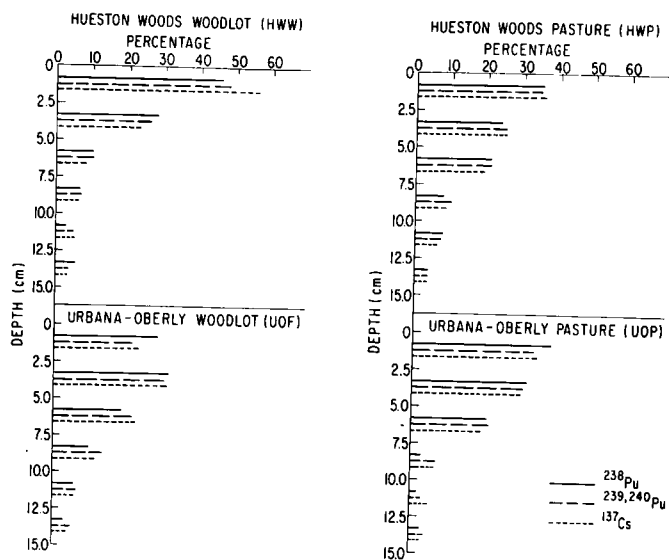 HUESTON WOODS WOODLOT (HWW)
PERCENTAGE
0 10 20 30 40 50 60
0
2.5
5.0
7.5
10.0
12.5
15.0
DEPTH (cm)
URBANA-OBERLY WOODLOT (UOF)
0
2.5
5.0
7.5
10.0
12.5
15.0
HUESTON WOODS PASTURE (HWP)
PERCENTAGE
0 10 20 30 40 50 60
0
2.5
5.0
7.5
10.0
12.5
15.0
DEPTH (cm)
URBANA-OBERLY PASTURE (UOP)
0
2.5
5.0
7.5
10.0
12.5
15.0
238Pu
239,240Pu
137Cs